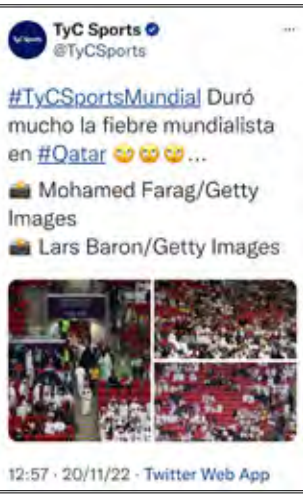 TyC Sports
@TyCSports
#TyCSportsMundial Duró
mucho la fiebre mundialista
en #Qatar 🙄🙄🙄...
📸 Mohamed Farag/Getty
Images
📸 Lars Baron/Getty Images
12:57 · 20/11/22 · Twitter Web App